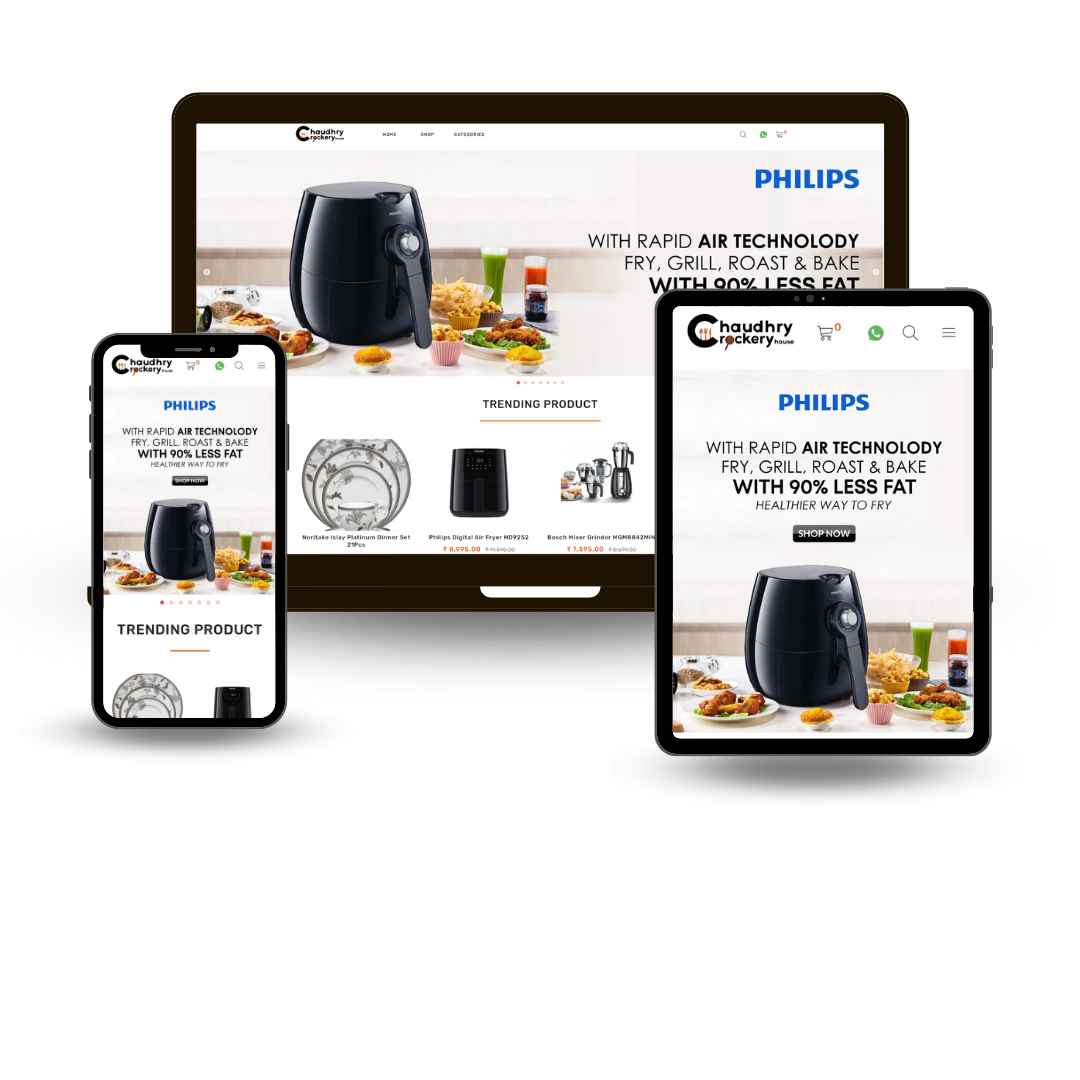 Chaudhry
Crockery house
HOME SHOP CATEGORIES
0
PHILIPS
WITH RAPID AIR TECHNOLODY
FRY, GRILL, ROAST & BAKE
WITH 90% LESS FAT
TRENDING PRODUCT
Noritake Islay Platinum Dinner Set
21Pcs
Philips Digital Air Fryer HD9252
₹ 8,995.00 ₹ 11,595.00
Bosch Mixer Grinder MGM8842MIN
₹ 7,395.00
Chaudhry
Crockery house
0
PHILIPS
WITH RAPID AIR TECHNOLODY
FRY, GRILL, ROAST & BAKE
WITH 90% LESS FAT
HEALTHIER WAY TO FRY
SHOP NOW
TRENDING PRODUCT
Chaudhry
Crockery house
0
PHILIPS
WITH RAPID AIR TECHNOLODY
FRY, GRILL, ROAST & BAKE
WITH 90% LESS FAT
HEALTHIER WAY TO FRY
SHOP NOW